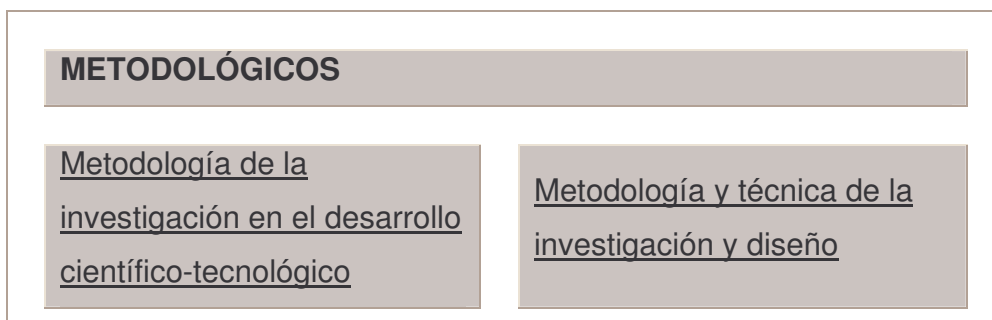 METODOLÓGICOS
Metodología de la
investigación en el desarrollo
científico-tecnológico
Metodología y técnica de la
investigación y diseño